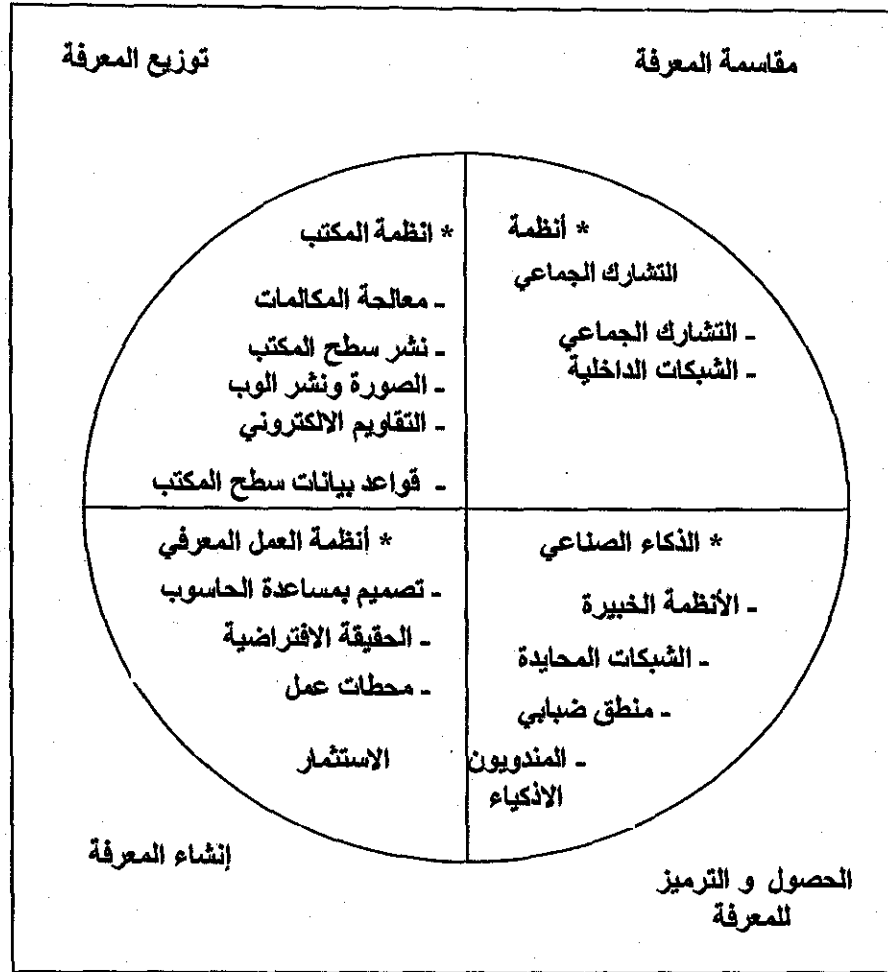 مقاسمة المعرفة
توزيع المعرفة
* أنظمة
التشارك الجماعي
- التشارك الجماعي
- الشبكات الداخلية
* انظمة المكتب
- معالحة المكالمات
- نشر سطح المكتب
- الصورة ونشر الوب
- التقاويم الالكتروني
- قواعد بيانات سطح المكتب
* الذكاء الصناعي
- الأنظمة الخبيرة
- الشبكات المحايدة
- منطق ضبابي
- المندوبون
الاذكياء
* أنظمة العمل المعرفي
- تصميم بمساعدة الحاسوب
- الحقيقة الافتراضية
- محطات عمل
الاستثمار
الحصول و الترميز
للمعرفة
إنشاء المعرفة